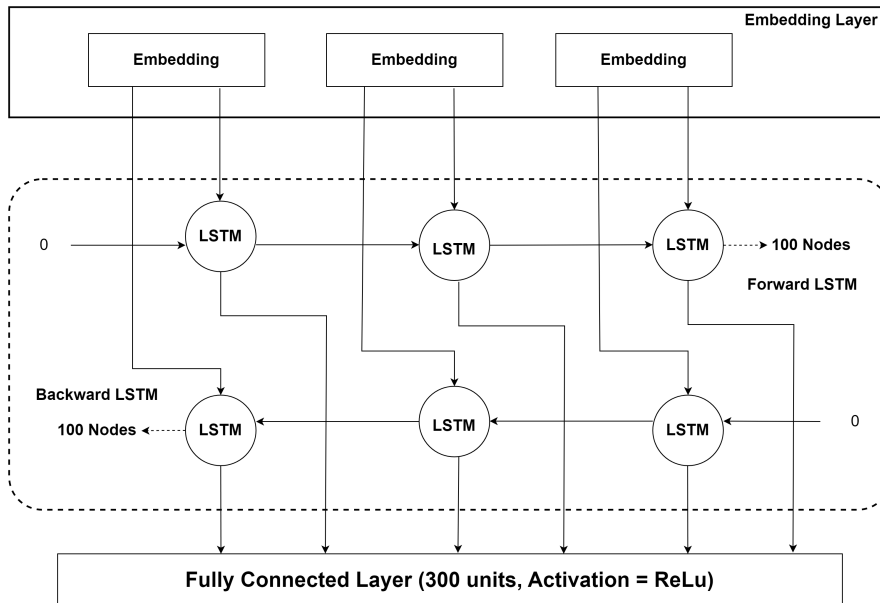 Embedding Layer
Embedding
Embedding
Embedding
0
LSTM
LSTM
LSTM
100 Nodes
Forward LSTM
Backward LSTM
100 Nodes
LSTM
LSTM
LSTM
0
Fully Connected Layer (300 units, Activation = ReLu)